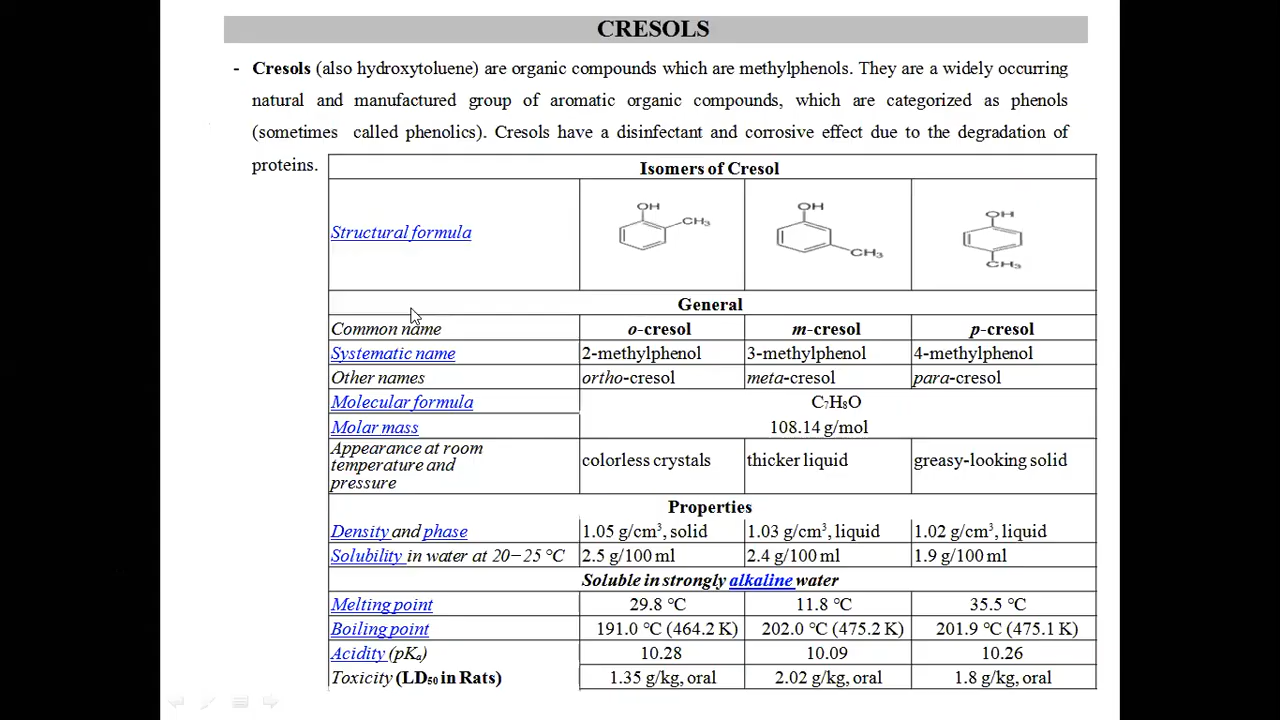 CRESOLS
- Cresols (also hydroxytoluene) are organic compounds which are methylphenols. They are a widely occurring
natural and manufactured group of aromatic organic compounds, which are categorized as phenols
(sometimes called phenolics). Cresols have a disinfectant and corrosive effect due to the degradation of
proteins.
Isomers of Cresol
Structural formula
OH CH₃ OH CH₃ OH CH₃
General
Common name o-cresol m-cresol p-cresol
Systematic name 2-methylphenol 3-methylphenol 4-methylphenol
Other names ortho-cresol meta-cresol para-cresol
Molecular formula C₇H₈O
Molar mass 108.14 g/mol
Appearance at room
temperature and
pressure
colorless crystals thicker liquid greasy-looking solid
Properties
Density and phase 1.05 g/cm³, solid 1.03 g/cm³, liquid 1.02 g/cm³, liquid
Solubility in water at 20−25 °C 2.5 g/100 ml 2.4 g/100 ml 1.9 g/100 ml
Soluble in strongly alkaline water
Melting point 29.8 °C 11.8 °C 35.5 °C
Boiling point 191.0 °C (464.2 K) 202.0 °C (475.2 K) 201.9 °C (475.1 K)
Acidity (pKₐ) 10.28 10.09 10.26
Toxicity (LD₅₀ in Rats) 1.35 g/kg, oral 2.02 g/kg, oral 1.8 g/kg, oral